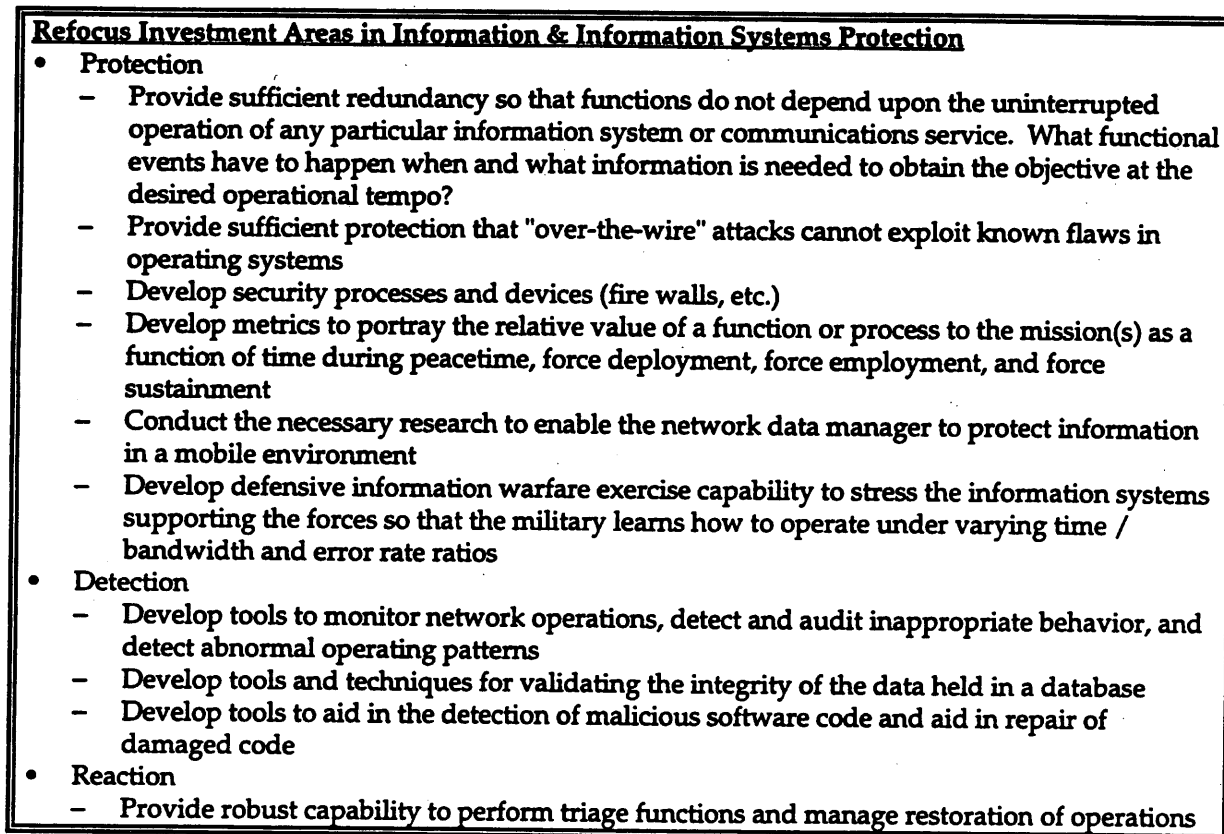 Refocus Investment Areas in Information & Information Systems Protection
• Protection
– Provide sufficient redundancy so that functions do not depend upon the uninterrupted
operation of any particular information system or communications service. What functional
events have to happen when and what information is needed to obtain the objective at the
desired operational tempo?
– Provide sufficient protection that "over-the-wire" attacks cannot exploit known flaws in
operating systems
– Develop security processes and devices (fire walls, etc.)
– Develop metrics to portray the relative value of a function or process to the mission(s) as a
function of time during peacetime, force deployment, force employment, and force
sustainment
– Conduct the necessary research to enable the network data manager to protect information
in a mobile environment
– Develop defensive information warfare exercise capability to stress the information systems
supporting the forces so that the military learns how to operate under varying time /
bandwidth and error rate ratios
• Detection
– Develop tools to monitor network operations, detect and audit inappropriate behavior, and
detect abnormal operating patterns
– Develop tools and techniques for validating the integrity of the data held in a database
– Develop tools to aid in the detection of malicious software code and aid in repair of
damaged code
• Reaction
– Provide robust capability to perform triage functions and manage restoration of operations